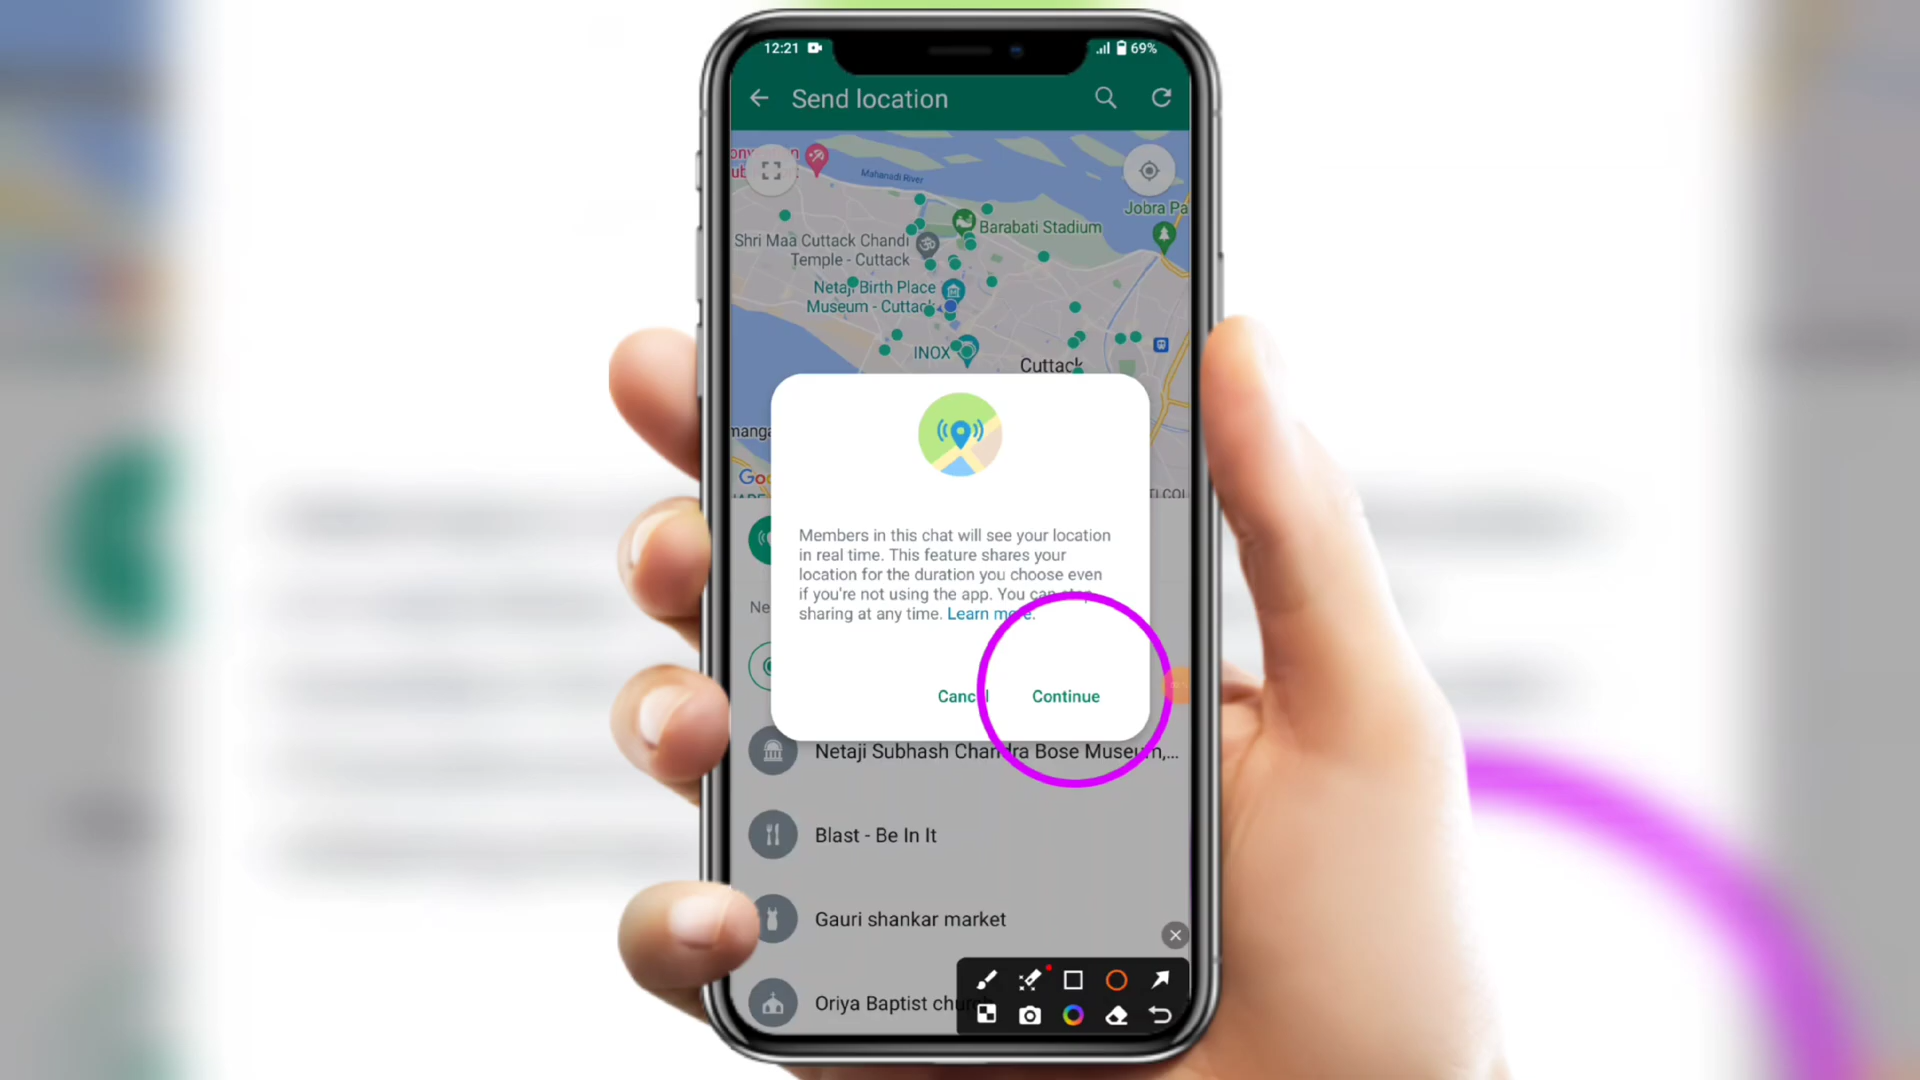 12:21
69%
Send location
Mahanadi River
Jobra Pa
Barabati Stadium
Shri Maa Cuttack Chandi
Temple - Cuttack
Netaji Birth Place
Museum - Cuttack
INOX
Cuttack
Members in this chat will see your location
in real time. This feature shares your
location for the duration you choose even
if you're not using the app. You can stop
sharing at any time. Learn more.
Ne
Cancel
Continue
Netaji Subhash Chandra Bose Museum,...
Blast - Be In It
Gauri shankar market
Oriya Baptist church